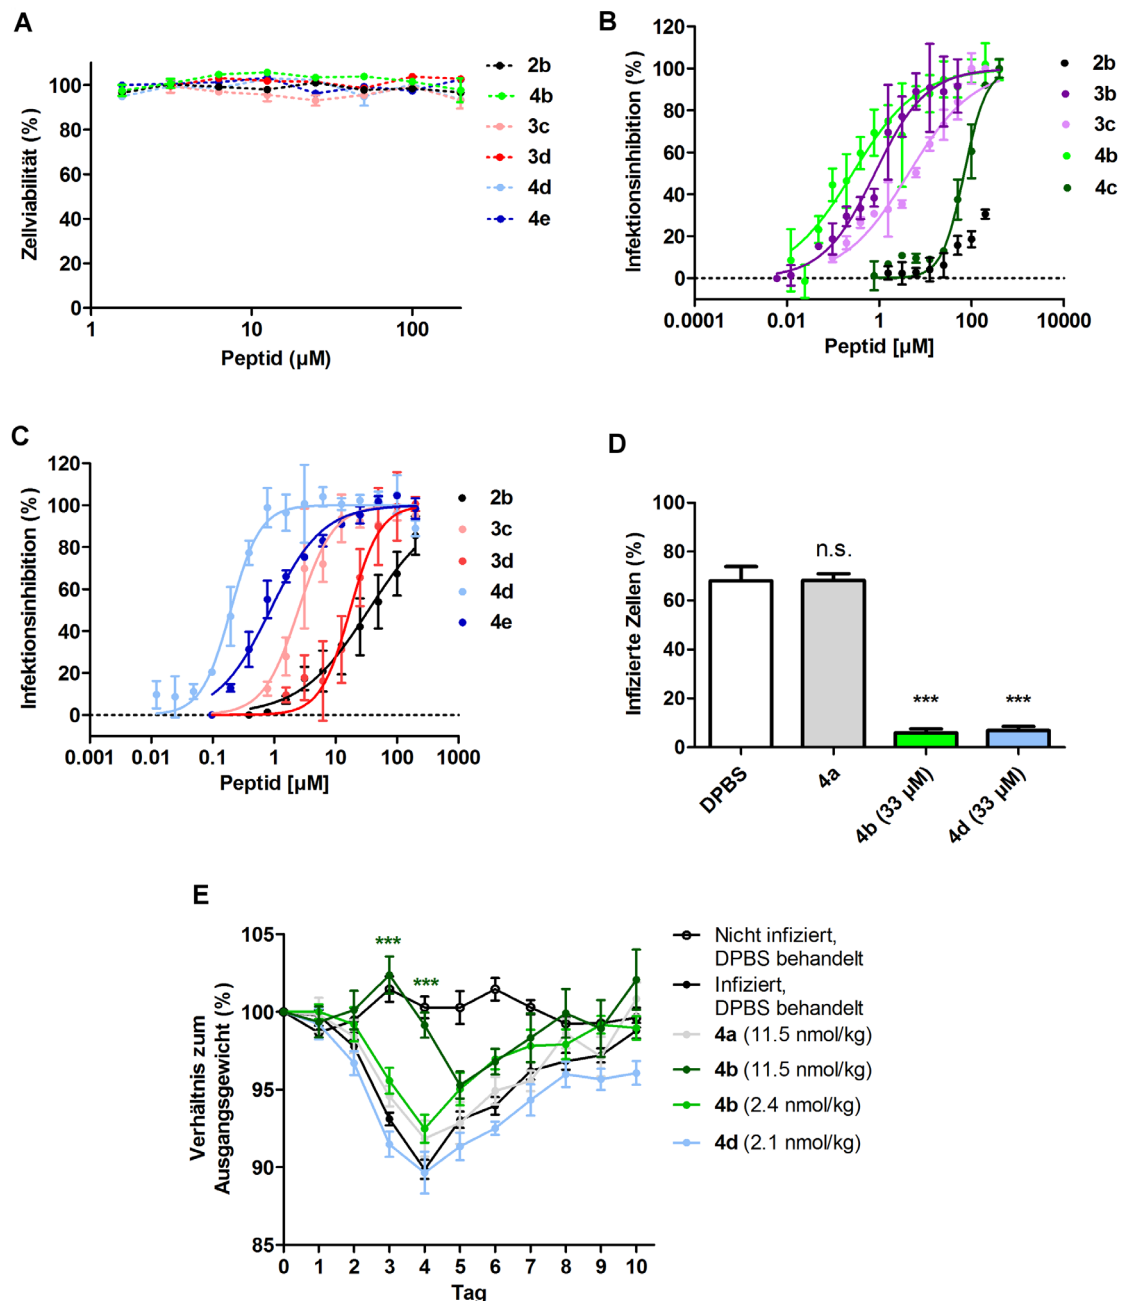 A
Zellviabilität (%)
100
80
60
40
20
0
1
10
100
Peptid (µM)
2b
4b
3c
3d
4d
4e
B
Infektionsinhibition (%)
120
100
80
60
40
20
0
0.0001
0.01
1
100
10000
Peptid [µM]
2b
3b
3c
4b
4c
C
Infektionsinhibition (%)
120
100
80
60
40
20
0
0.001
0.01
0.1
1
10
100
1000
Peptid [µM]
2b
3c
3d
4d
4e
D
Infizierte Zellen (%)
100
80
60
40
20
0
n.s.
***
***
DPBS
4a
4b (33 µM)
4d (33 µM)
E
Verhältnis zum
Ausgangsgewicht (%)
105
100
95
90
85
***
***
0
1
2
3
4
5
6
7
8
9
10
Tag
Nicht infiziert,
DPBS behandelt
Infiziert,
DPBS behandelt
4a (11.5 nmol/kg)
4b (11.5 nmol/kg)
4b (2.4 nmol/kg)
4d (2.1 nmol/kg)